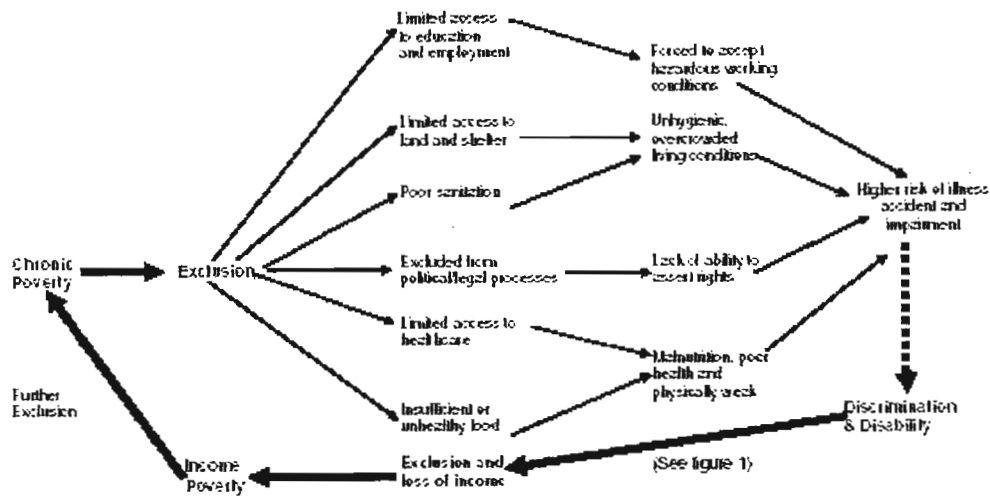 Limited access
to education
and employment
Forced to accept
hazardous working
conditions
Limited access to
land and shelter
Unhygienic,
overcrowded
living conditions
Poor sanitation
Higher risk of illness
accident and
impairment
Chronic
Poverty
Exclusion
Excluded from
political/legal processes
Lack of ability to
assert rights
Limited access to
healthcare
Malnutrition, poor
health and
physically weak
Further
Exclusion
Insufficient or
unhealthy food
Discrimination
& Disability
Income
Poverty
Exclusion and
loss of income
(See figure 1)